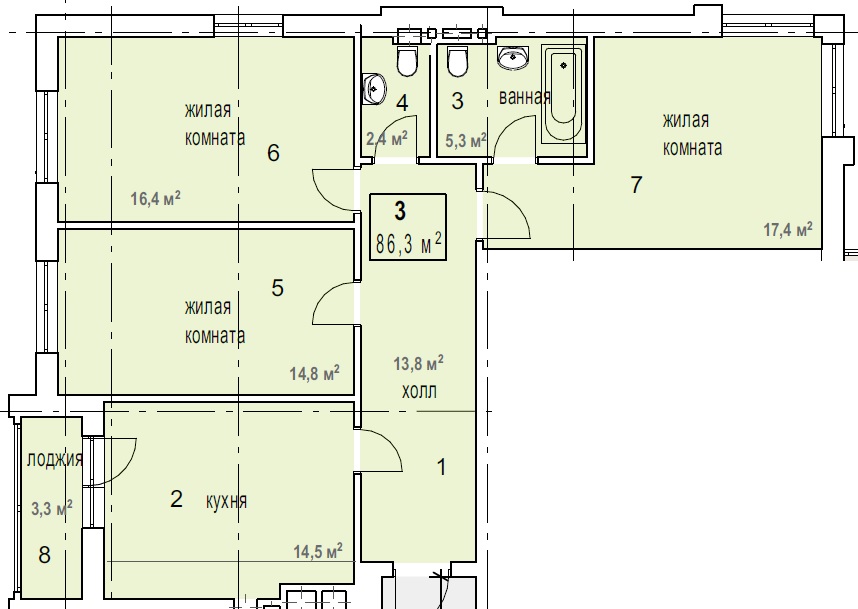 жилая
комната
6
16,4 м²
4
2,4 м²
3
ванная
5,3 м²
жилая
комната
7
17,4 м²
3
86,3 м²
5
жилая
комната
14,8 м²
13,8 м²
холл
1
лоджия
3,3 м²
8
2
кухня
14,5 м²